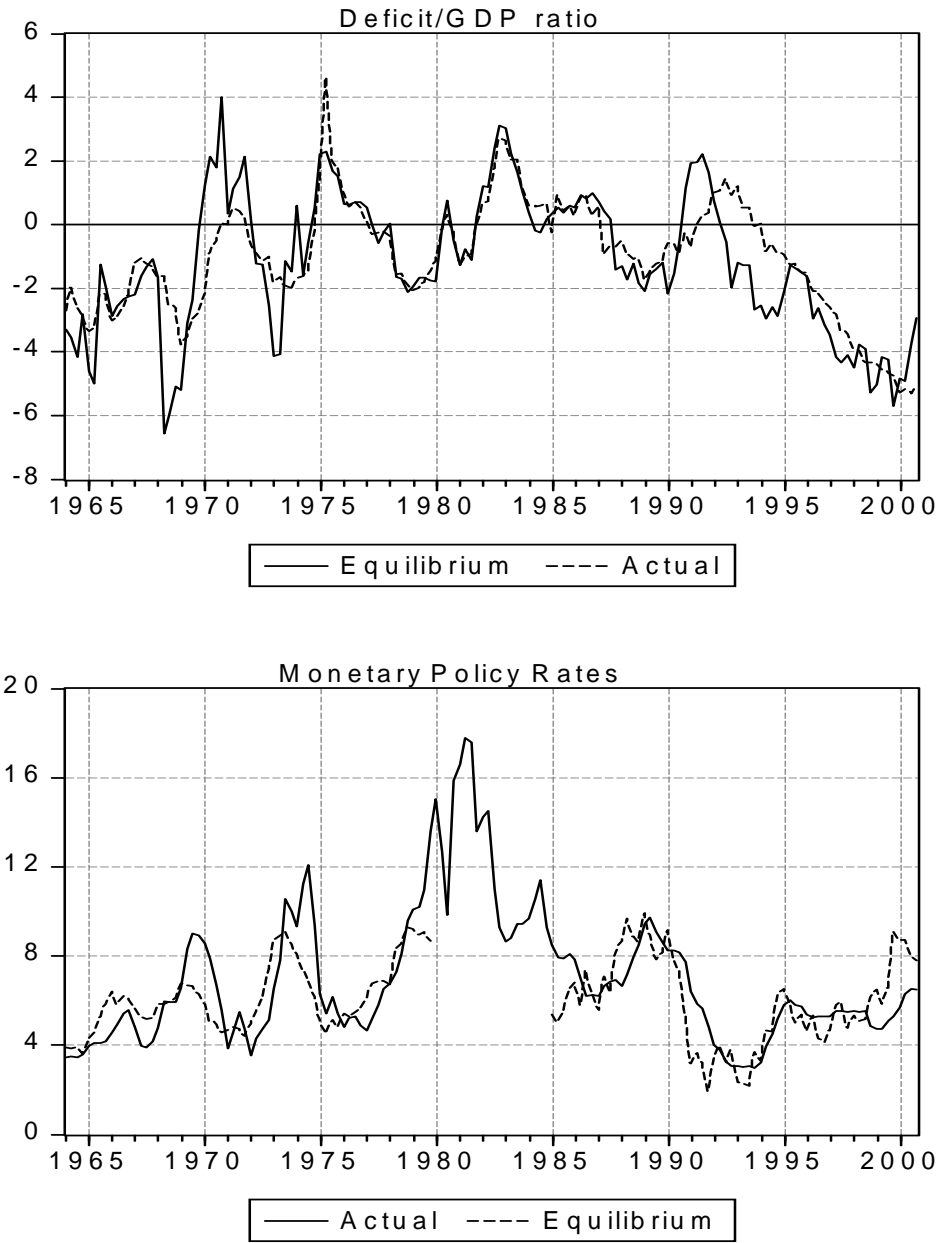 Deficit/GDP ratio
6
4
2
0
-2
-4
-6
-8
1965 1970 1975 1980 1985 1990 1995 2000
Equilibrium Actual
Monetary Policy Rates
20
16
12
8
4
0
1965 1970 1975 1980 1985 1990 1995 2000
Actual Equilibrium